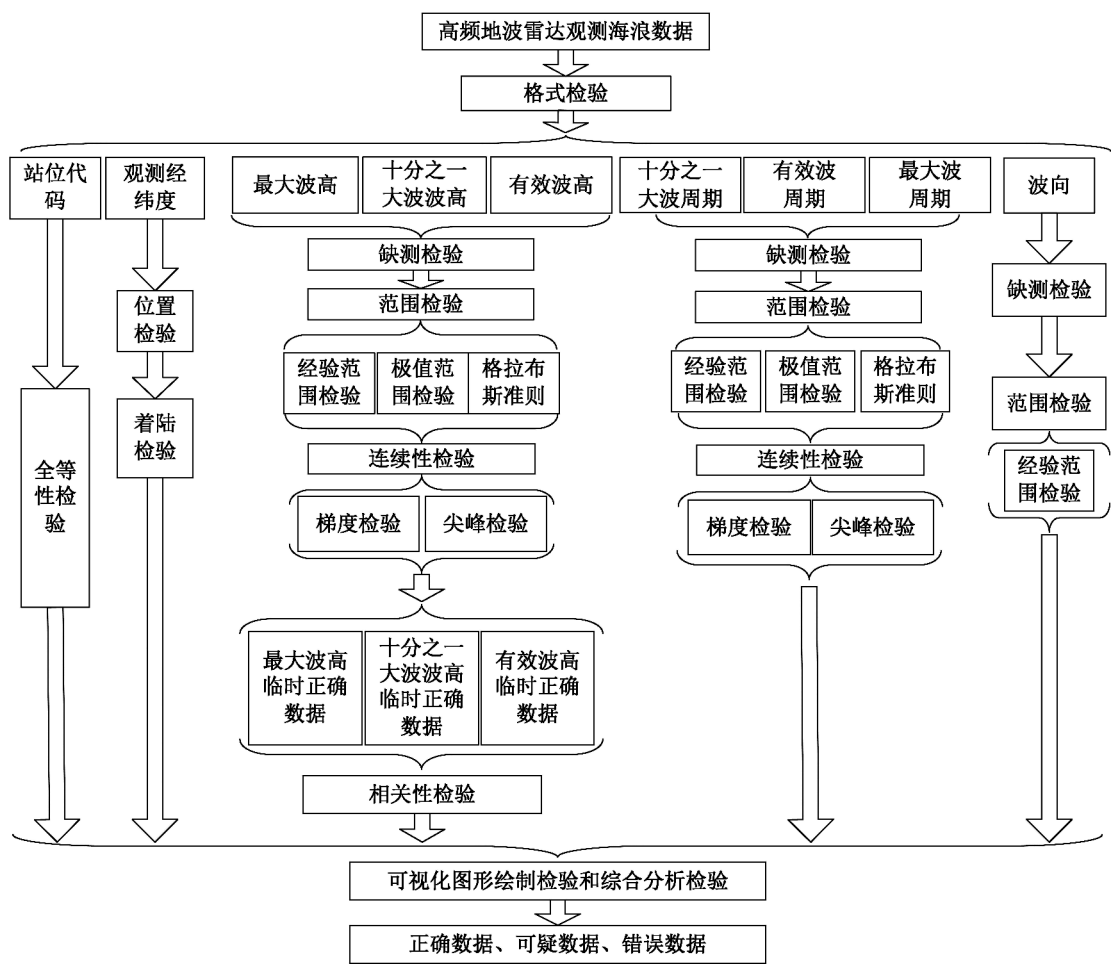 高频地波雷达观测海浪数据
格式检验
站位代
码
观测经
纬度
最大波高
十分之一
大波波高
有效波高
十分之一
大波周期
有效波
周期
最大波
周期
波向
缺测检验
缺测检验
缺测检验
位置
检验
范围检验
范围检验
经验范
围检验
极值范
围检验
格拉布
斯准则
经验范
围检验
极值范
围检验
格拉布
斯准则
范围检验
着陆
检验
全等
性检
验
连续性检验
连续性检验
经验范
围检验
梯度检验
尖峰检验
梯度检验
尖峰检验
最大波高
临时正确
数据
十分之一
大波波高
临时正确
数据
有效波高
临时正确
数据
相关性检验
可视化图形绘制检验和综合分析检验
正确数据、可疑数据、错误数据